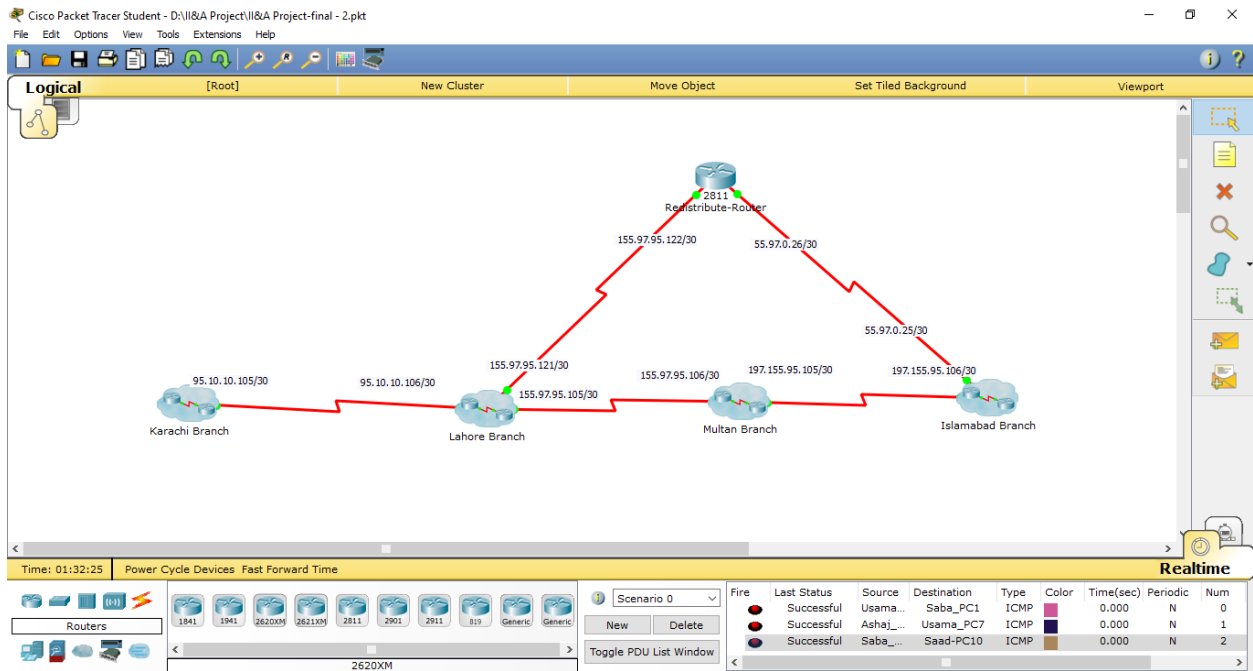 Cisco Packet Tracer Student - D:\II&A Project\II&A Project-final - 2.pkt
File Edit Options View Tools Extensions Help
Logical [Root] New Cluster Move Object Set Tiled Background Viewport
2811
Redistribute-Router
155.97.95.122/30 55.97.0.26/30
55.97.0.25/30
155.97.95.121/30
95.10.10.105/30 95.10.10.106/30 155.97.95.105/30 155.97.95.106/30 197.155.95.105/30 197.155.95.106/30
Karachi Branch Lahore Branch Multan Branch Islamabad Branch
Time: 01:32:25 Power Cycle Devices Fast Forward Time Realtime
Routers
1841 1941 2620XM 2621XM 2811 2901 2911 819 Generic Generic
2620XM
Scenario 0
New Delete
Toggle PDU List Window
Fire Last Status Source Destination Type Color Time(sec) Periodic Num
Successful Usama... Saba_PC1 ICMP 0.000 N 0
Successful Ashaj_... Usama_PC7 ICMP 0.000 N 1
Successful Saba_... Saad-PC10 ICMP 0.000 N 2